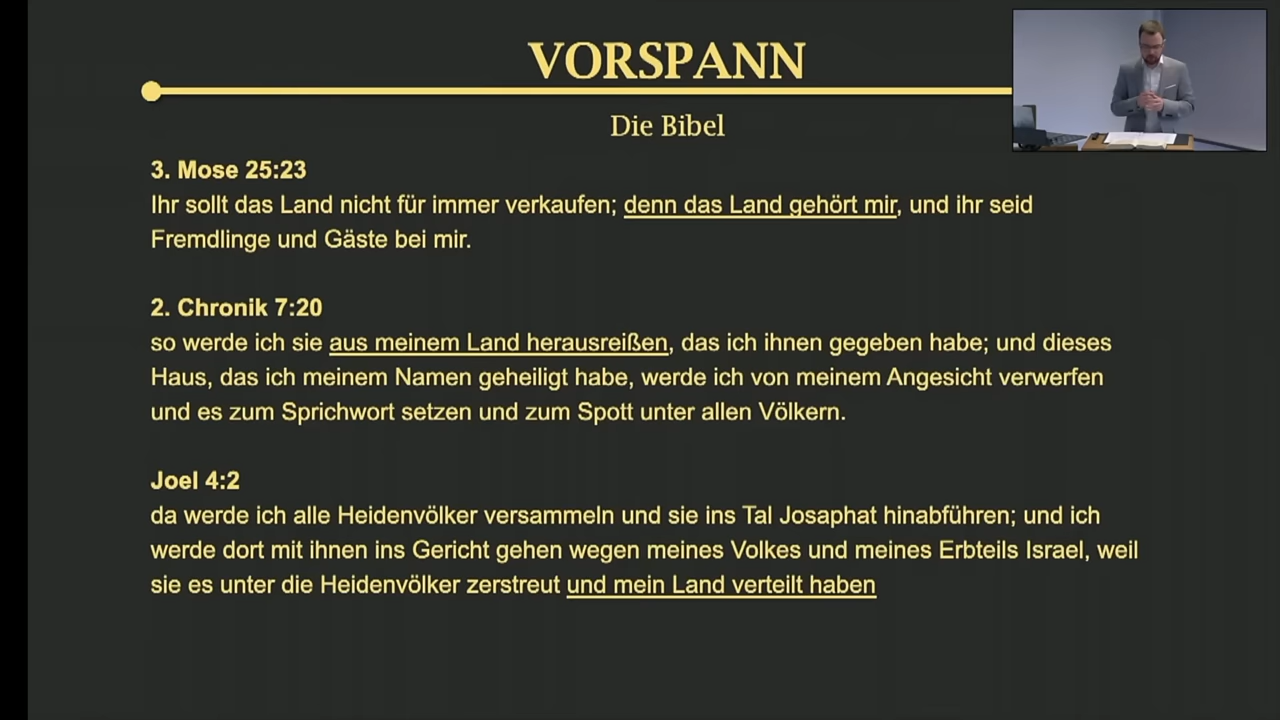 VORSPANN
Die Bibel
3. Mose 25:23
Ihr sollt das Land nicht für immer verkaufen; denn das Land gehört mir, und ihr seid
Fremdlinge und Gäste bei mir.
2. Chronik 7:20
so werde ich sie aus meinem Land herausreißen, das ich ihnen gegeben habe; und dieses
Haus, das ich meinem Namen geheiligt habe, werde ich von meinem Angesicht verwerfen
und es zum Sprichwort setzen und zum Spott unter allen Völkern.
Joel 4:2
da werde ich alle Heidenvölker versammeln und sie ins Tal Josaphat hinabführen; und ich
werde dort mit ihnen ins Gericht gehen wegen meines Volkes und meines Erbteils Israel, weil
sie es unter die Heidenvölker zerstreut und mein Land verteilt haben